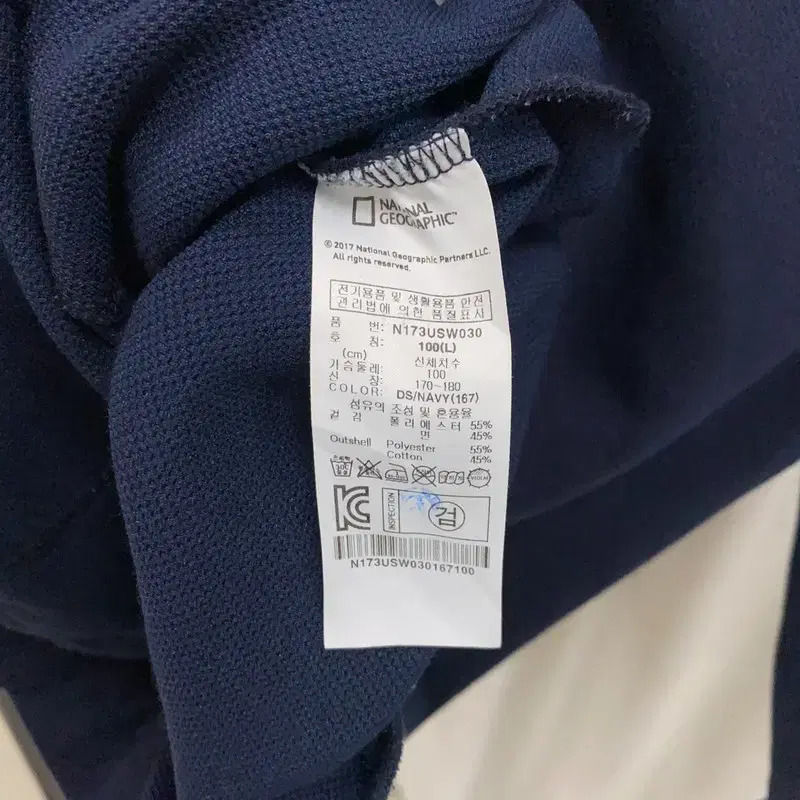 NATIONAL
GEOGRAPHIC
© 2017 National Geographic Partners LLC.
All rights reserved.
전기용품 및 생활용품 안전
관리법에 의한 품질표시
품 번: N173USW030
호 칭: 100(L)
(cm) 신체치수
가슴둘레: 100
신 장: 170~180
COLOR: DS/NAVY(167)
섬유의 조성 및 혼용율
겉 감 폴리에스터 55%
면 45%
Outshell Polyester 55%
Cotton 45%
INSPECTION
검
N173USW030167100